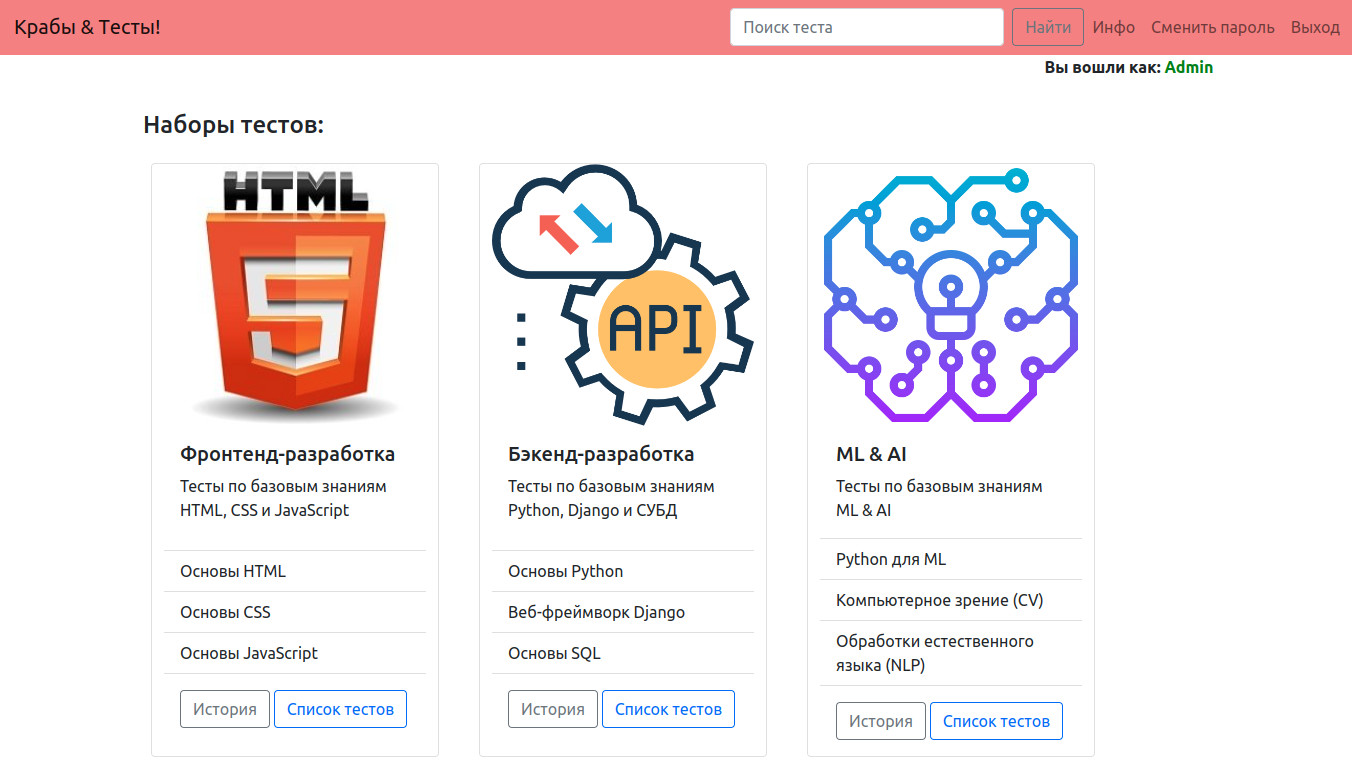 Крабы & Тесты!
Поиск теста
Найти
Инфо
Сменить пароль
Выход
Вы вошли как: Admin
Наборы тестов:
HTML
5
Фронтенд-разработка
Тесты по базовым знаниям
HTML, CSS и JavaScript
Основы HTML
Основы CSS
Основы JavaScript
История
Список тестов
API
Бэкенд-разработка
Тесты по базовым знаниям
Python, Django и СУБД
Основы Python
Веб-фреймворк Django
Основы SQL
История
Список тестов
ML & AI
Тесты по базовым знаниям
ML & AI
Python для ML
Компьютерное зрение (CV)
Обработки естественного
языка (NLP)
История
Список тестов